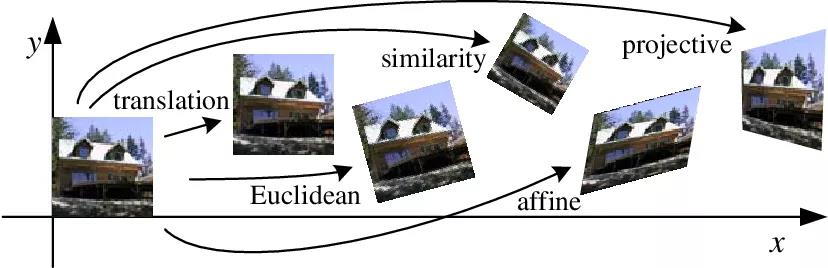 y
similarity
projective
translation
Euclidean
affine
x